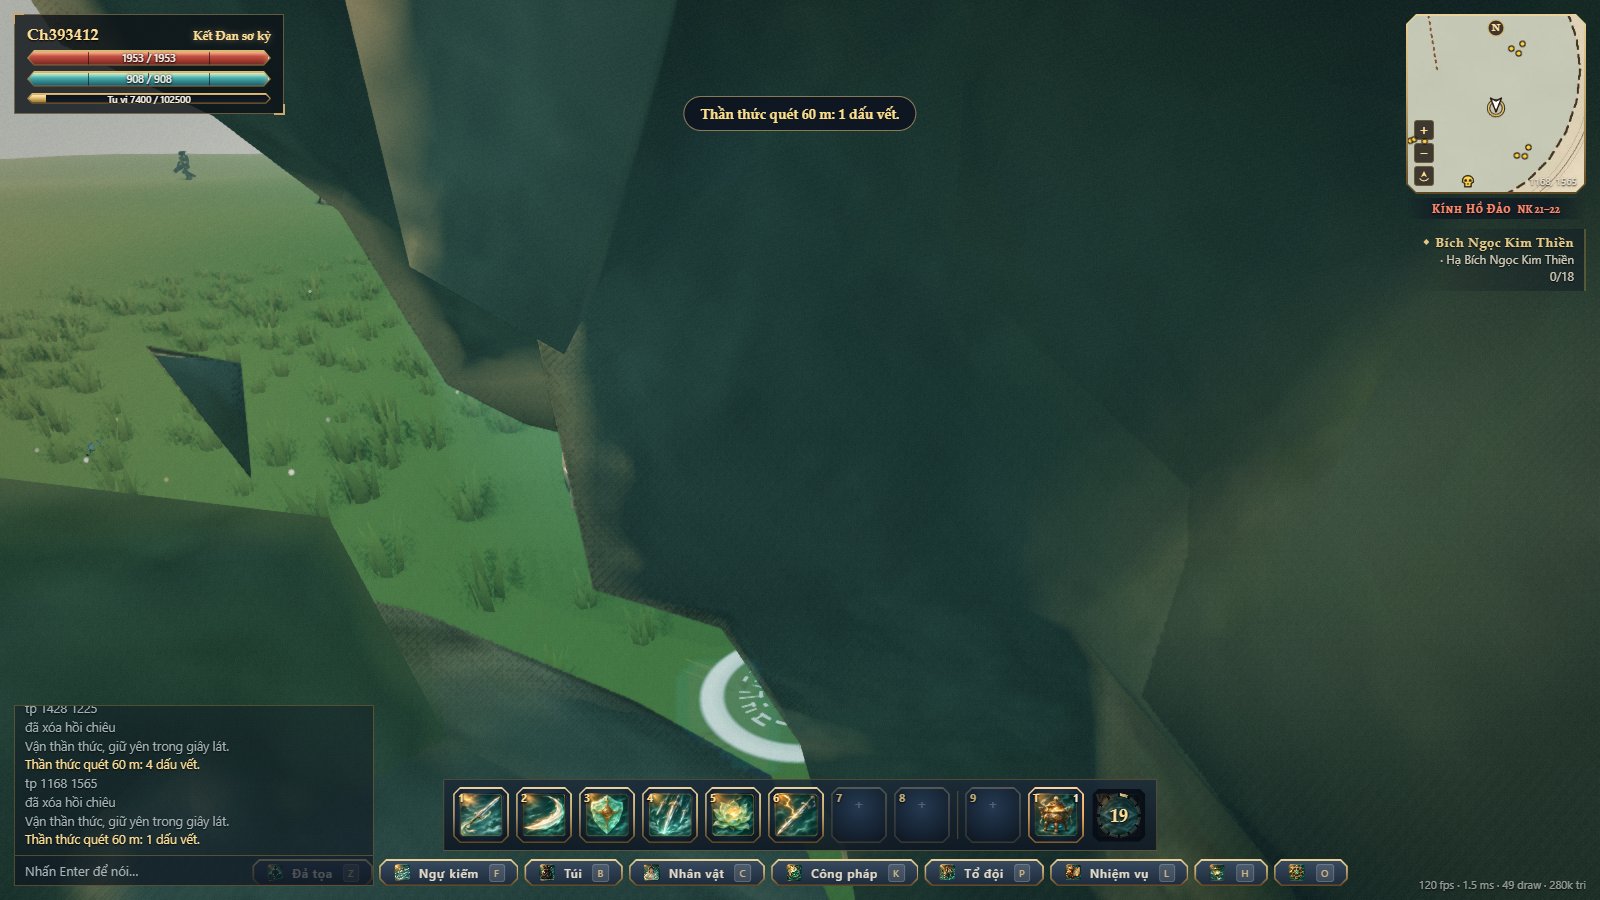 Ch393412
Kết Đan sơ kỳ
1953 / 1953
908 / 908
Tu vi 7400 / 102500
Thần thức quét 60 m: 1 dấu vết.
N
+
−
1168, 1565
Kính Hồ Đảo NK 21–22
Bích Ngọc Kim Thiền
· Hạ Bích Ngọc Kim Thiền
0/18
tp 1428 1225
đã xóa hồi chiêu
Vận thần thức, giữ yên trong giây lát.
Thần thức quét 60 m: 4 dấu vết.
tp 1168 1565
đã xóa hồi chiêu
Vận thần thức, giữ yên trong giây lát.
Thần thức quét 60 m: 1 dấu vết.
Nhấn Enter để nói...
1 2 3 4 5 6 7 8 9 T 1 19
Đả tọa Z Ngự kiếm F Túi B Nhân vật C Công pháp K Tổ đội P Nhiệm vụ L H O
120 fps · 1.5 ms · 49 draw · 280k tri